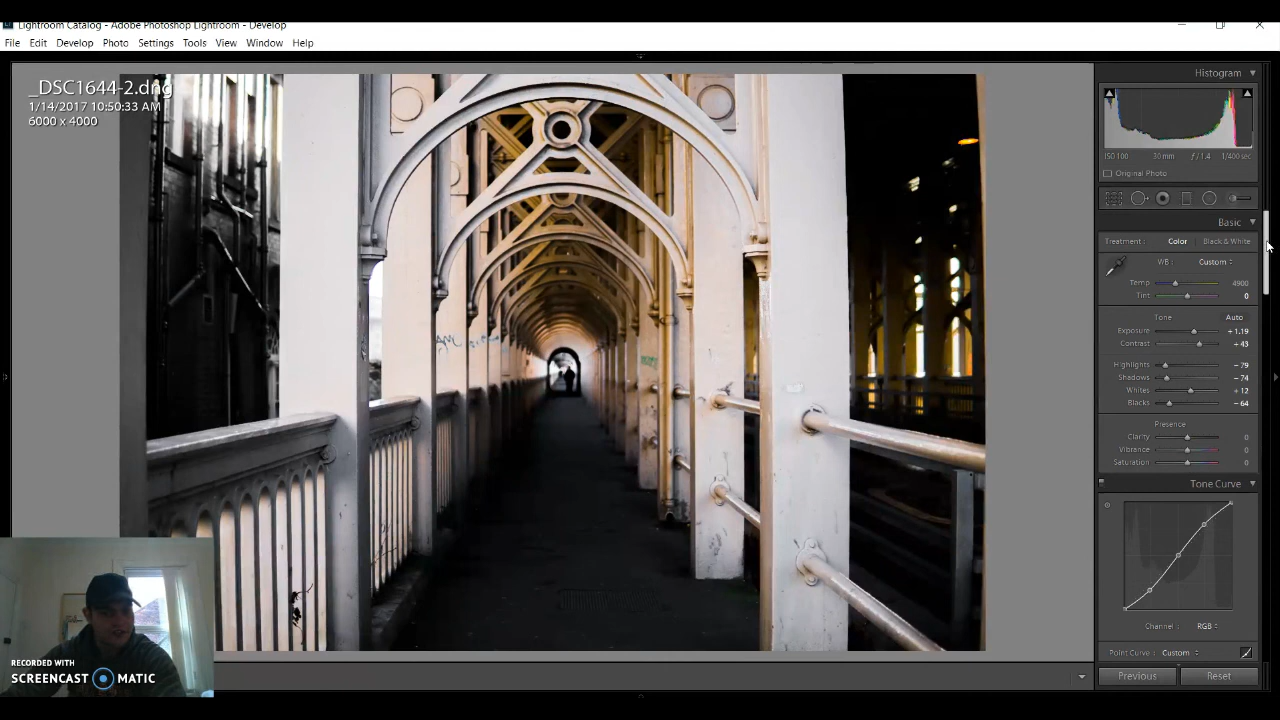 Lightroom Catalog - Adobe Photoshop Lightroom - Develop
File Edit Develop Photo Settings Tools View Window Help
_DSC1644-2.dng
1/14/2017 10:50:33 AM
6000 x 4000
Histogram
ISO 100 30 mm ƒ / 1.4 1/400 sec
Original Photo
Basic
Treatment : Color Black & White
WB : Custom
Temp 4900
Tint 0
Tone Auto
Exposure + 1.19
Contrast + 43
Highlights - 79
Shadows - 74
Whites + 12
Blacks - 64
Presence
Clarity 0
Vibrance 0
Saturation 0
Tone Curve
Channel : RGB
Point Curve : Custom
Previous Reset
RECORDED WITH
SCREENCAST MATIC